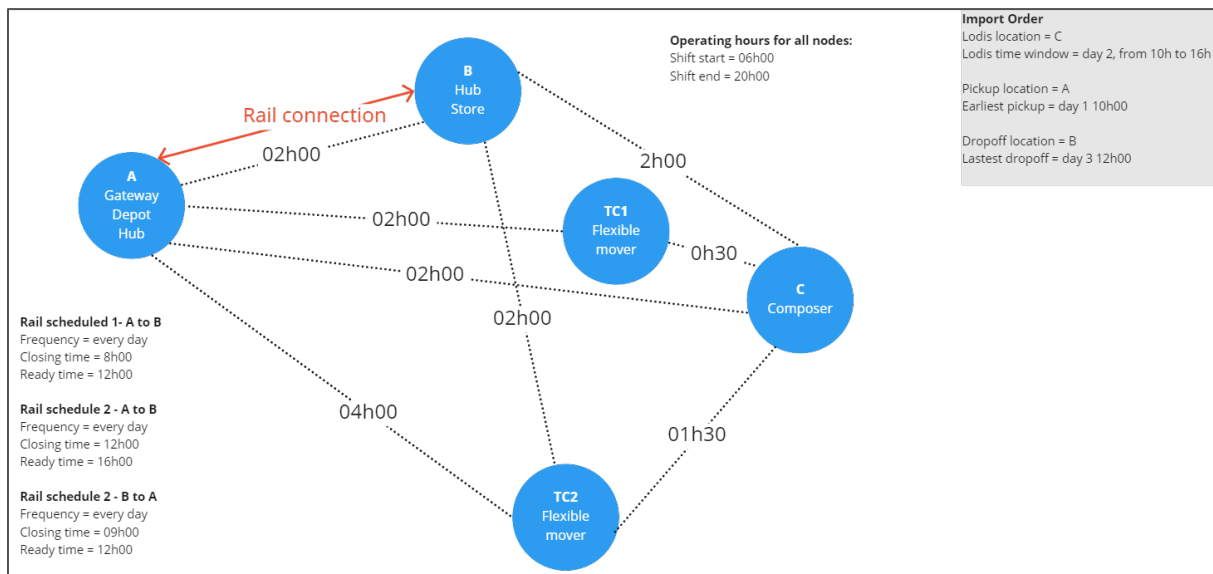 B
Hub
Store
Rail connection
02h00
A
Gateway
Depot
Hub
02h00
TC1
Flexible
mover
2h00
0h30
02h00
C
Composer
02h00
04h00
01h30
TC2
Flexible
mover
Operating hours for all nodes:
Shift start = 06h00
Shift end = 20h00
Import Order
Lodis location = C
Lodis time window = day 2, from 10h to 16h
Pickup location = A
Earliest pickup = day 1 10h00
Dropoff location = B
Lastest dropoff = day 3 12h00
Rail scheduled 1- A to B
Frequency = every day
Closing time = 8h00
Ready time = 12h00
Rail schedule 2 - A to B
Frequency = every day
Closing time = 12h00
Ready time = 16h00
Rail schedule 2 - B to A
Frequency = every day
Closing time = 09h00
Ready time = 12h00